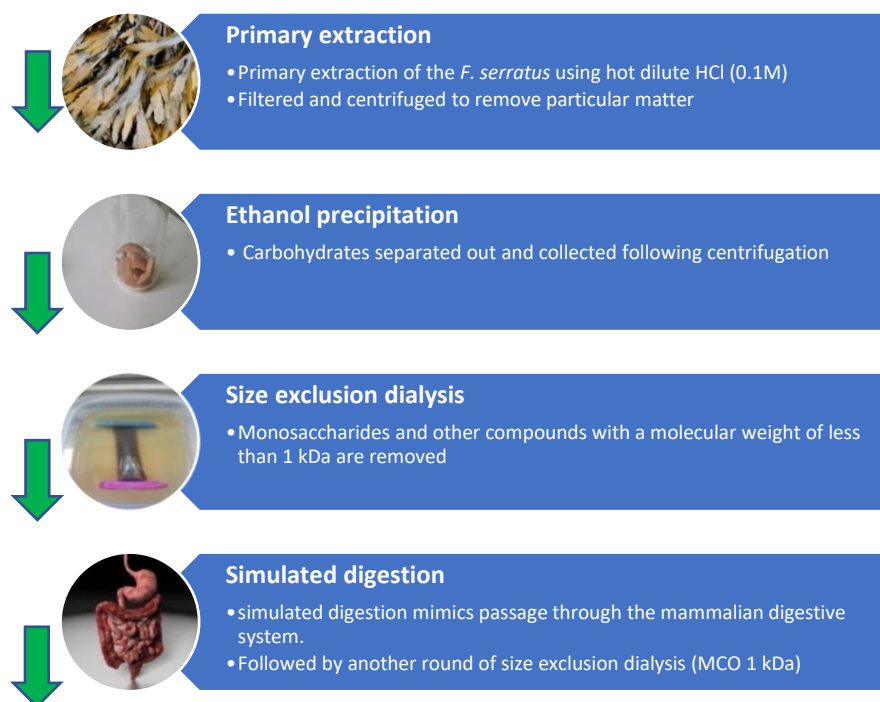 Primary extraction
•Primary extraction of the F. serratus using hot dilute HCl (0.1M)
•Filtered and centrifuged to remove particular matter
Ethanol precipitation
• Carbohydrates separated out and collected following centrifugation
Size exclusion dialysis
•Monosaccharides and other compounds with a molecular weight of less
than 1 kDa are removed
Simulated digestion
•simulated digestion mimics passage through the mammalian digestive
system.
•Followed by another round of size exclusion dialysis (MCO 1 kDa)